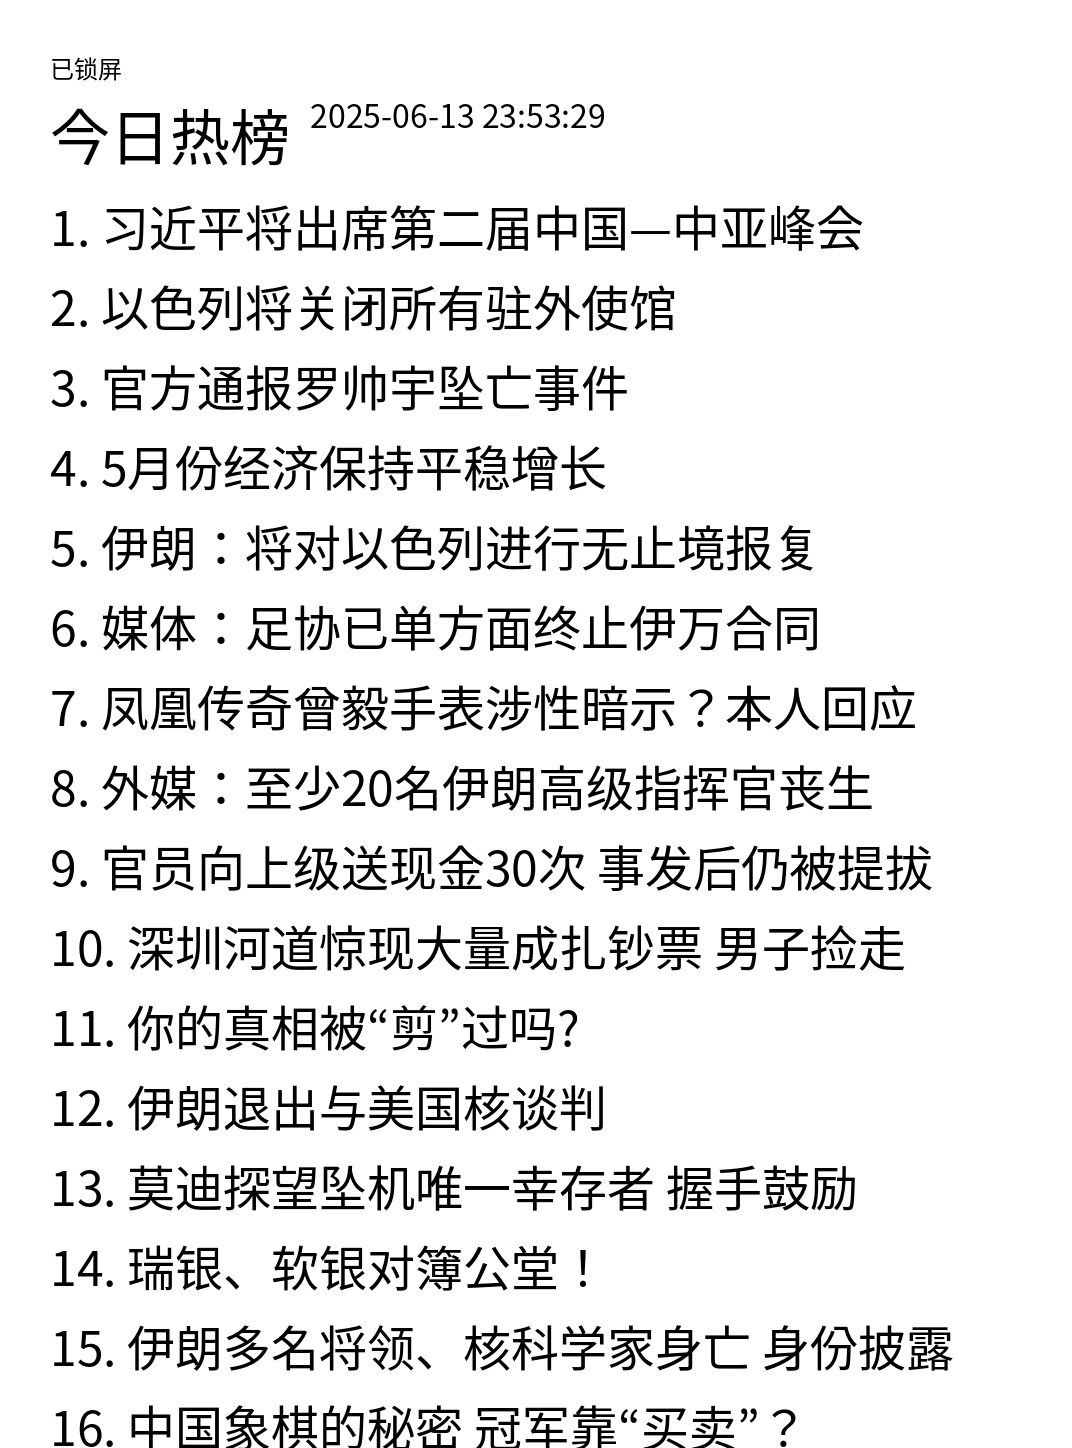 已锁屏
今日热榜 2025-06-13 23:53:29
1. 习近平将出席第二届中国—中亚峰会
2. 以色列将关闭所有驻外使馆
3. 官方通报罗帅宇坠亡事件
4. 5月份经济保持平稳增长
5. 伊朗：将对以色列进行无止境报复
6. 媒体：足协已单方面终止伊万合同
7. 凤凰传奇曾毅手表涉性暗示？本人回应
8. 外媒：至少20名伊朗高级指挥官丧生
9. 官员向上级送现金30次 事发后仍被提拔
10. 深圳河道惊现大量成扎钞票 男子捡走
11. 你的真相被“剪”过吗?
12. 伊朗退出与美国核谈判
13. 莫迪探望坠机唯一幸存者 握手鼓励
14. 瑞银、软银对簿公堂！
15. 伊朗多名将领、核科学家身亡 身份披露
16. 中国象棋的秘密 冠军靠“买卖”？